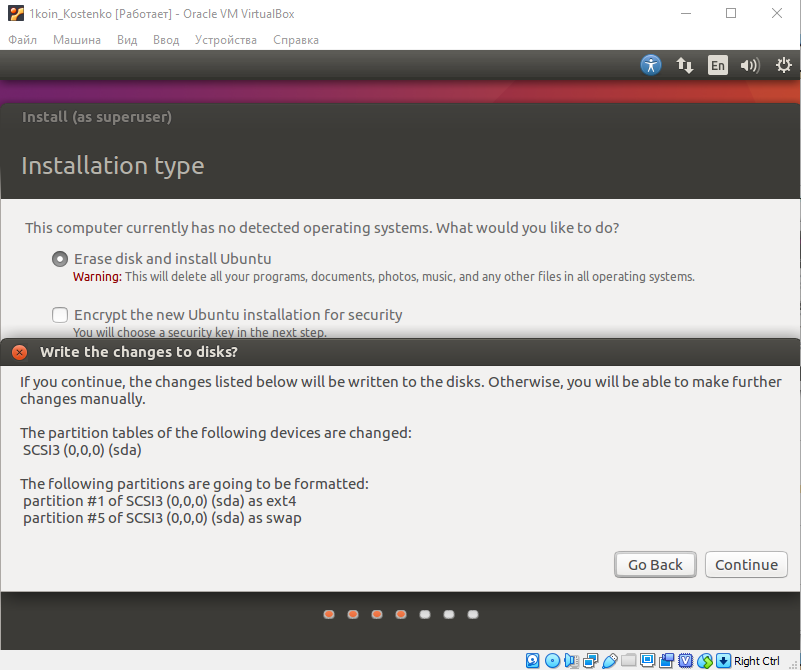 1koin_Kostenko [Работает] - Oracle VM VirtualBox
Файл Машина Вид Ввод Устройства Справка
En
Install (as superuser)
Installation type
This computer currently has no detected operating systems. What would you like to do?
Erase disk and install Ubuntu
Warning: This will delete all your programs, documents, photos, music, and any other files in all operating systems.
Encrypt the new Ubuntu installation for security
You will choose a security key in the next step.
Write the changes to disks?
If you continue, the changes listed below will be written to the disks. Otherwise, you will be able to make further
changes manually.
The partition tables of the following devices are changed:
SCSI3 (0,0,0) (sda)
The following partitions are going to be formatted:
partition #1 of SCSI3 (0,0,0) (sda) as ext4
partition #5 of SCSI3 (0,0,0) (sda) as swap
Go Back Continue
Right Ctrl